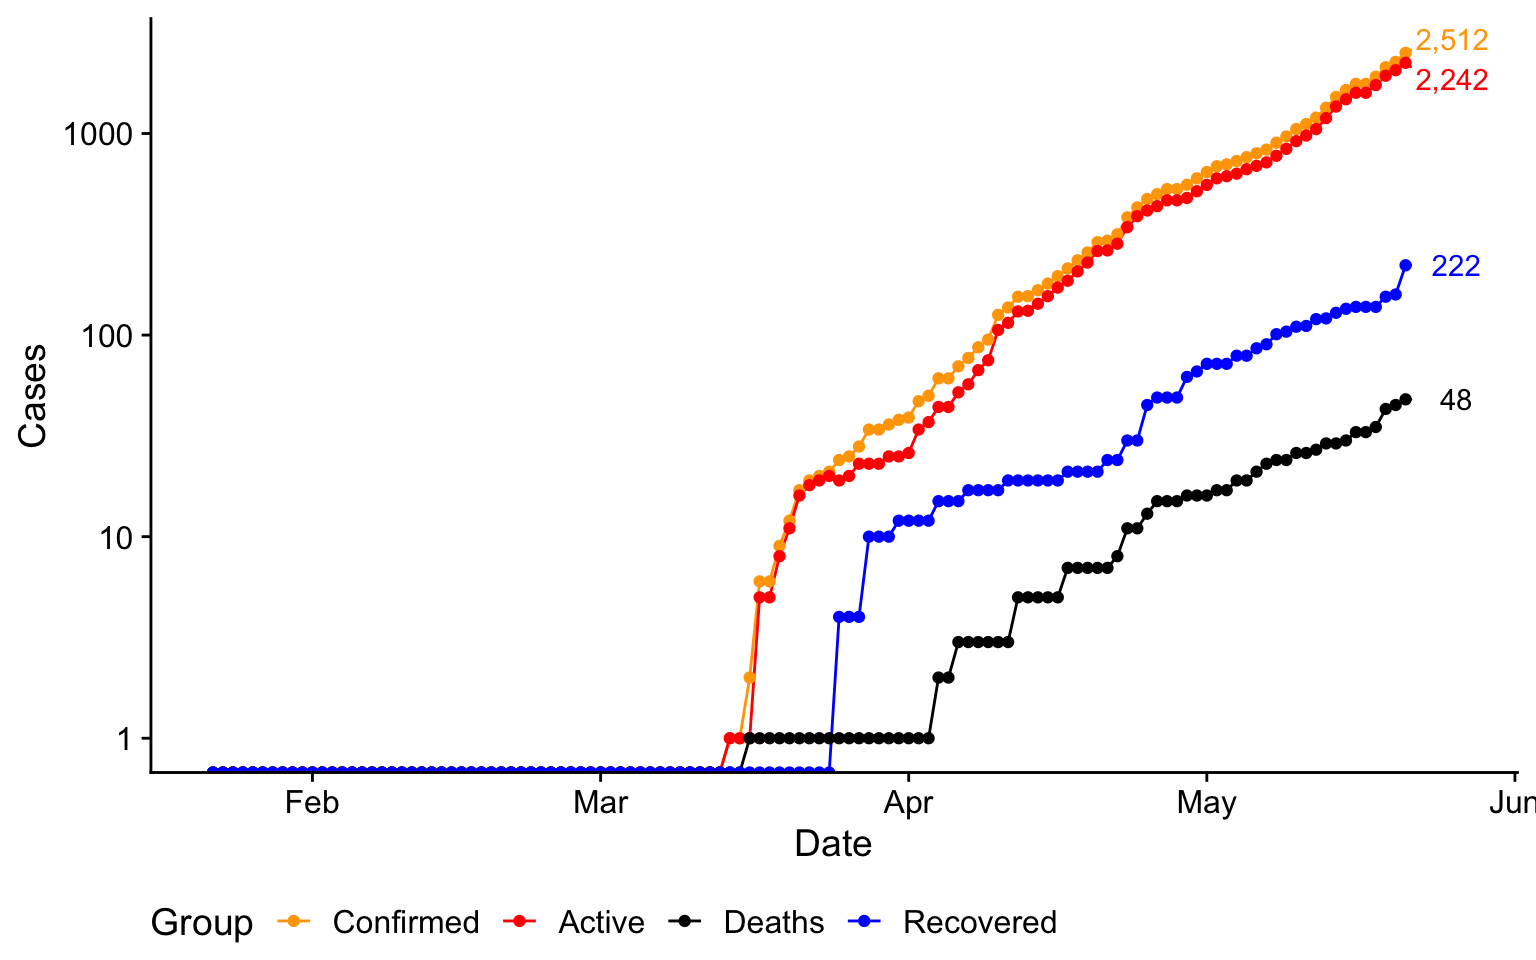 2,512
2,242
1000
222
100
48
10
1
Cases
Feb Mar Apr May Jun
Date
Group Confirmed Active Deaths Recovered